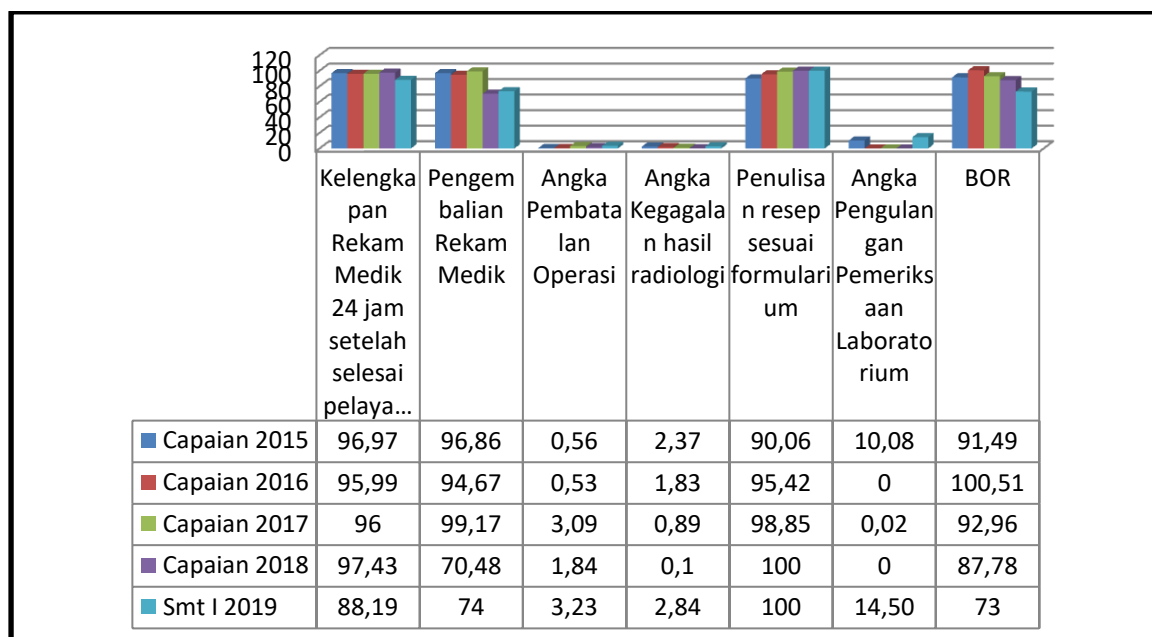 120
100
80
60
40
20
0
Kelengka
pan
Rekam
Medik
24 jam
setelah
selesai
pelaya…
Pengem
balian
Rekam
Medik
Angka
Pembata
lan
Operasi
Angka
Kegagala
n hasil
radiologi
Penulisa
n resep
sesuai
formulari
um
Angka
Pengulan
gan
Pemeriks
aan
Laborato
rium
BOR
Capaian 2015 96,97 96,86 0,56 2,37 90,06 10,08 91,49
Capaian 2016 95,99 94,67 0,53 1,83 95,42 0 100,51
Capaian 2017 96 99,17 3,09 0,89 98,85 0,02 92,96
Capaian 2018 97,43 70,48 1,84 0,1 100 0 87,78
Smt I 2019 88,19 74 3,23 2,84 100 14,50 73